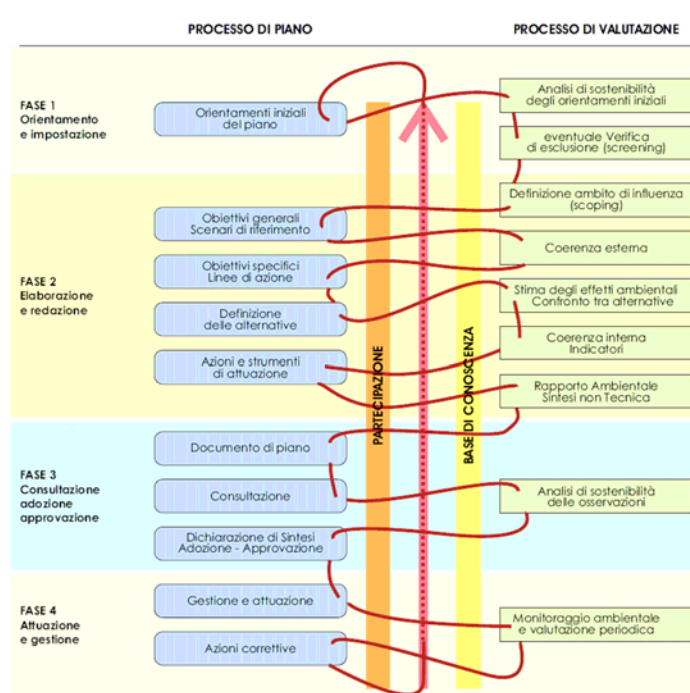 PROCESSO DI PIANO
PROCESSO DI VALUTAZIONE
FASE 1
Orientamento
e impostazione
Orientamenti iniziali
del piano
Analisi di sostenibilità
degli orientamenti iniziali
eventuale Verifica
di esclusione (screening)
FASE 2
Elaborazione
e redazione
Obiettivi generali
Scenari di riferimento
Obiettivi specifici
Linee di azione
Definizione
delle alternative
Azioni e strumenti
di attuazione
Definizione ambito di influenza
(scoping)
Coerenza esterna
Stima degli effetti ambientali
Confronto tra alternative
Coerenza interna
Indicatori
Rapporto Ambientale
Sintesi non Tecnica
PARTECIPAZIONE
BASE DI CONOSCENZA
FASE 3
Consultazione
adozione
approvazione
Documento di piano
Consultazione
Dichiarazione di Sintesi
Adozione - Approvazione
Analisi di sostenibilità
delle osservazioni
FASE 4
Attuazione
e gestione
Gestione e attuazione
Azioni correttive
Monitoraggio ambientale
e valutazione periodica